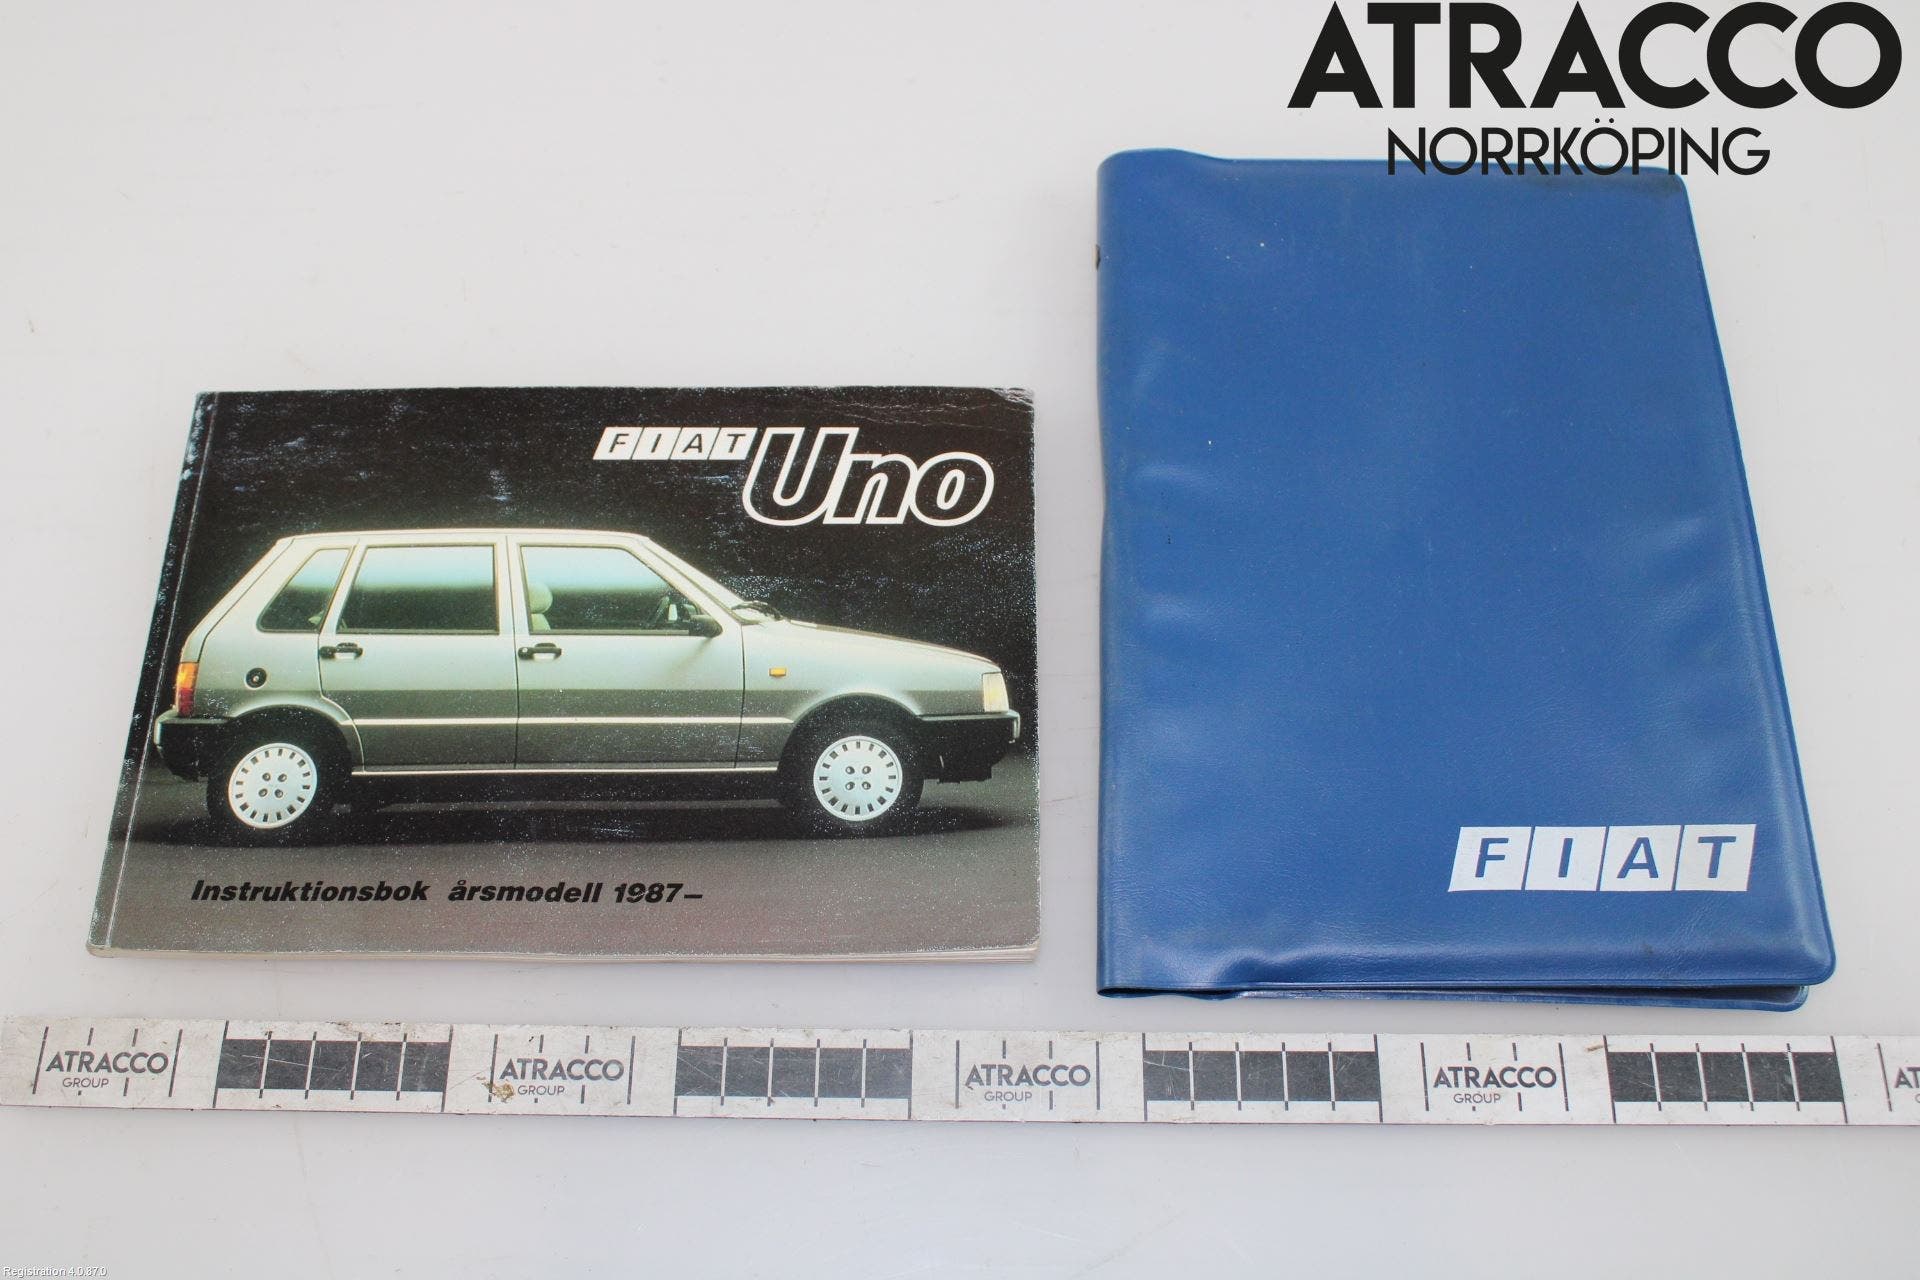 ATRACCO
NORRKÖPING
FIAT Uno
Instruktionsbok årsmodell 1987–
FIAT
ATRACCO
GROUP
ATRACCO
GROUP
ATRACCO
GROUP
ATRACCO
GROUP
AT
Registration 4.0.87.0